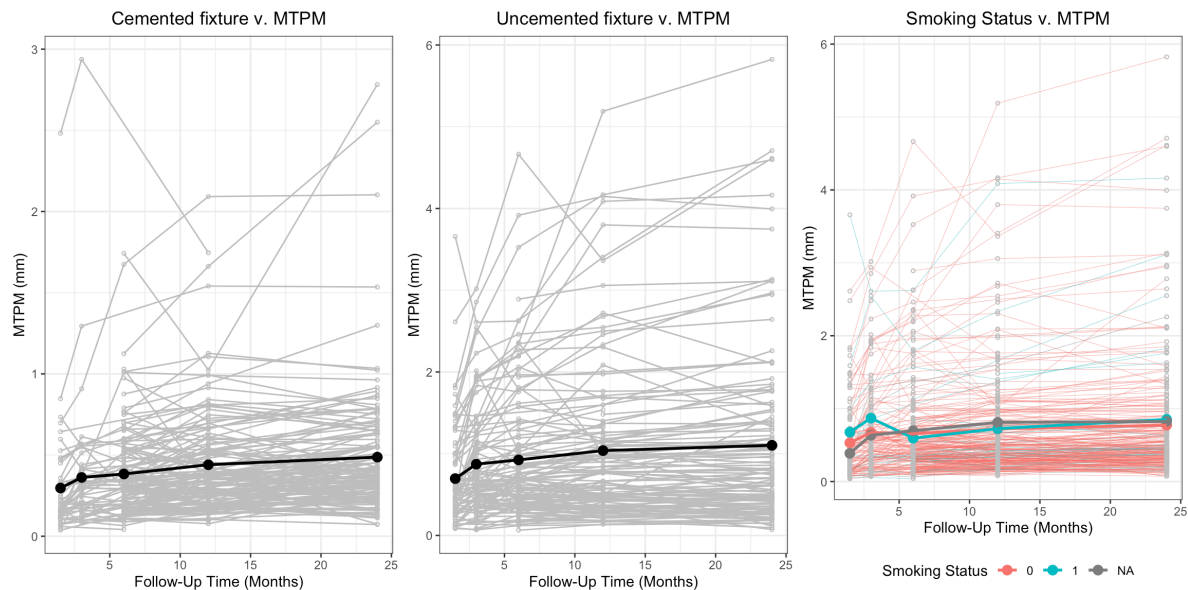 Cemented fixture v. MTPM
3
2
1
0
MTPM (mm)
5
10
15
20
25
Follow-Up Time (Months)
Uncemented fixture v. MTPM
6
4
2
0
MTPM (mm)
5
10
15
20
25
Follow-Up Time (Months)
Smoking Status v. MTPM
6
4
2
0
MTPM (mm)
5
10
15
20
25
Follow-Up Time (Months)
Smoking Status 0 1 NA